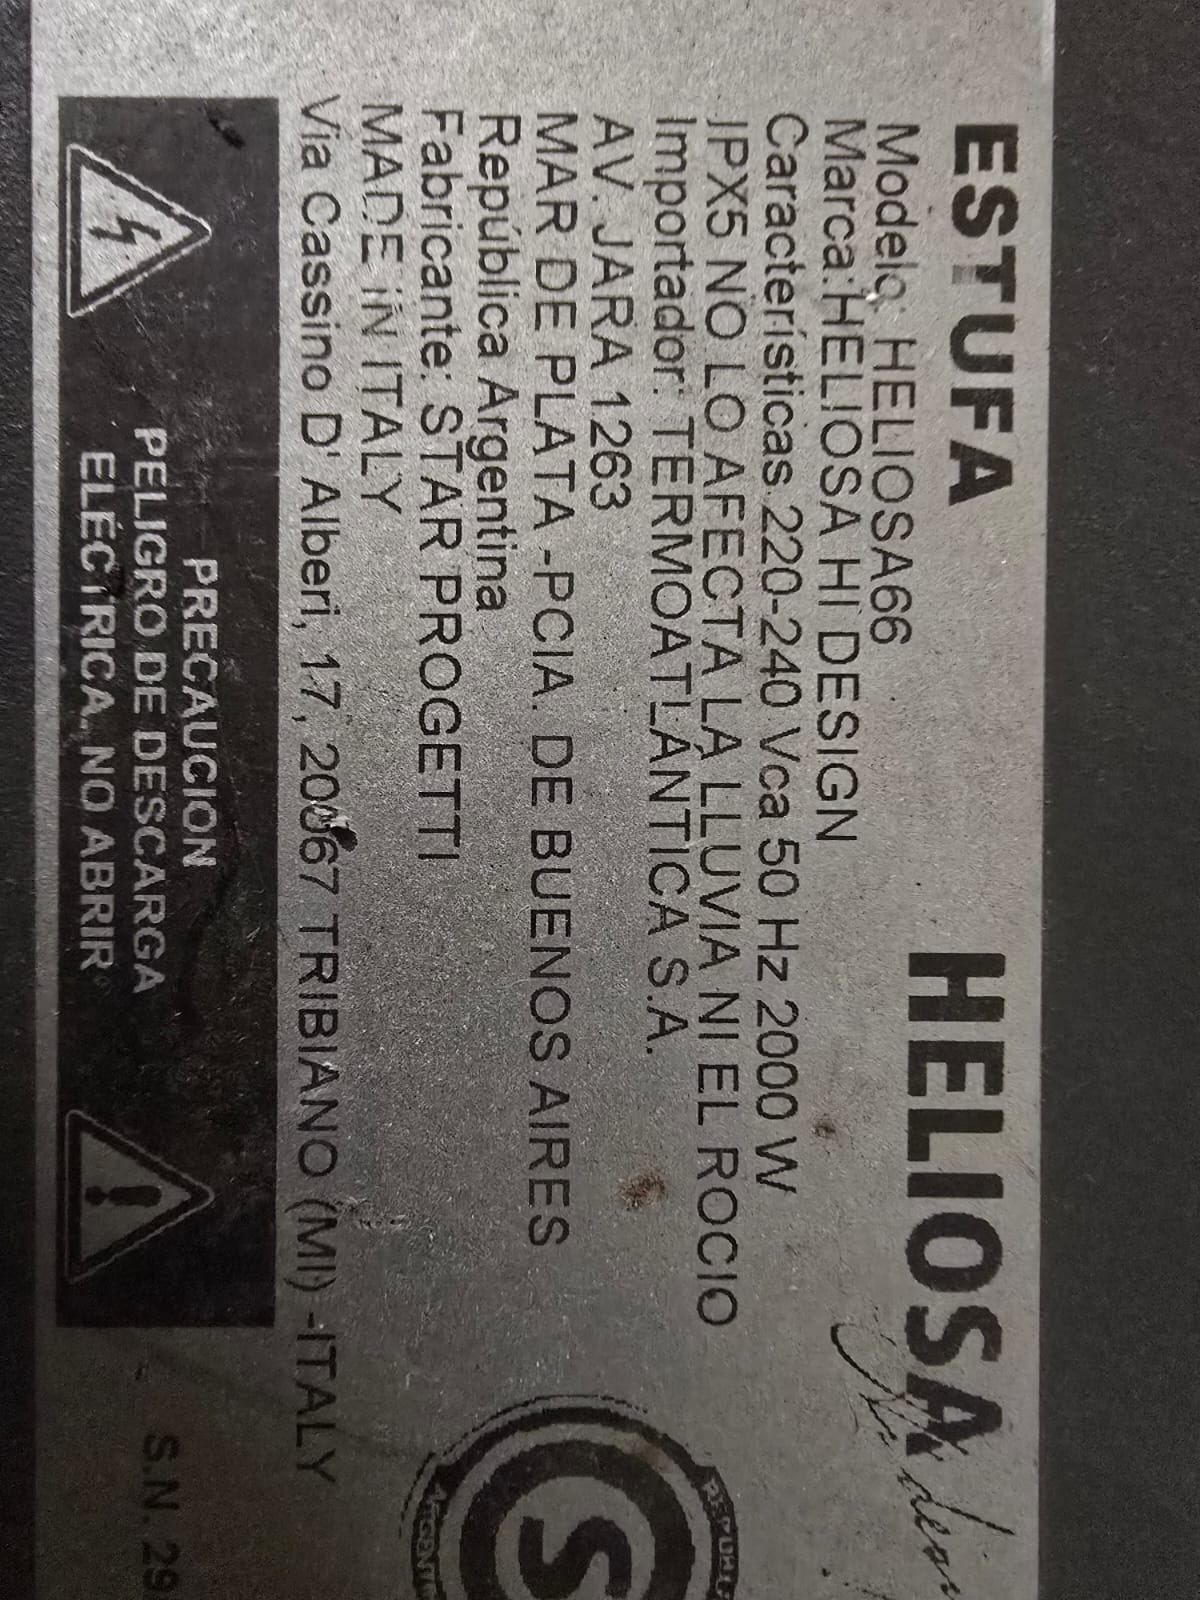 ESTUFA HELIOSA
Hi desi
Modelo: HELIOSA66
Marca:HELIOSA HI DESIGN
Características.220-240 Vca 50 Hz 2000 W
IPX5 NO LO AFECTA LA LLUVIA NI EL ROCIO
Importador: TERMOATLÁNTICA S.A.
AV. JARA 1263
MAR DE PLATA -PCIA. DE BUENOS AIRES
República Argentina
Fabricante: STAR PROGETTI
MADE IN ITALY
Via Cassino D' Alberi, 17, 20067 TRIBIANO (MI) -ITALY
PRECAUCION
PELIGRO DE DESCARGA
ELÉCTRICA. NO ABRIR
S.N. 29
S